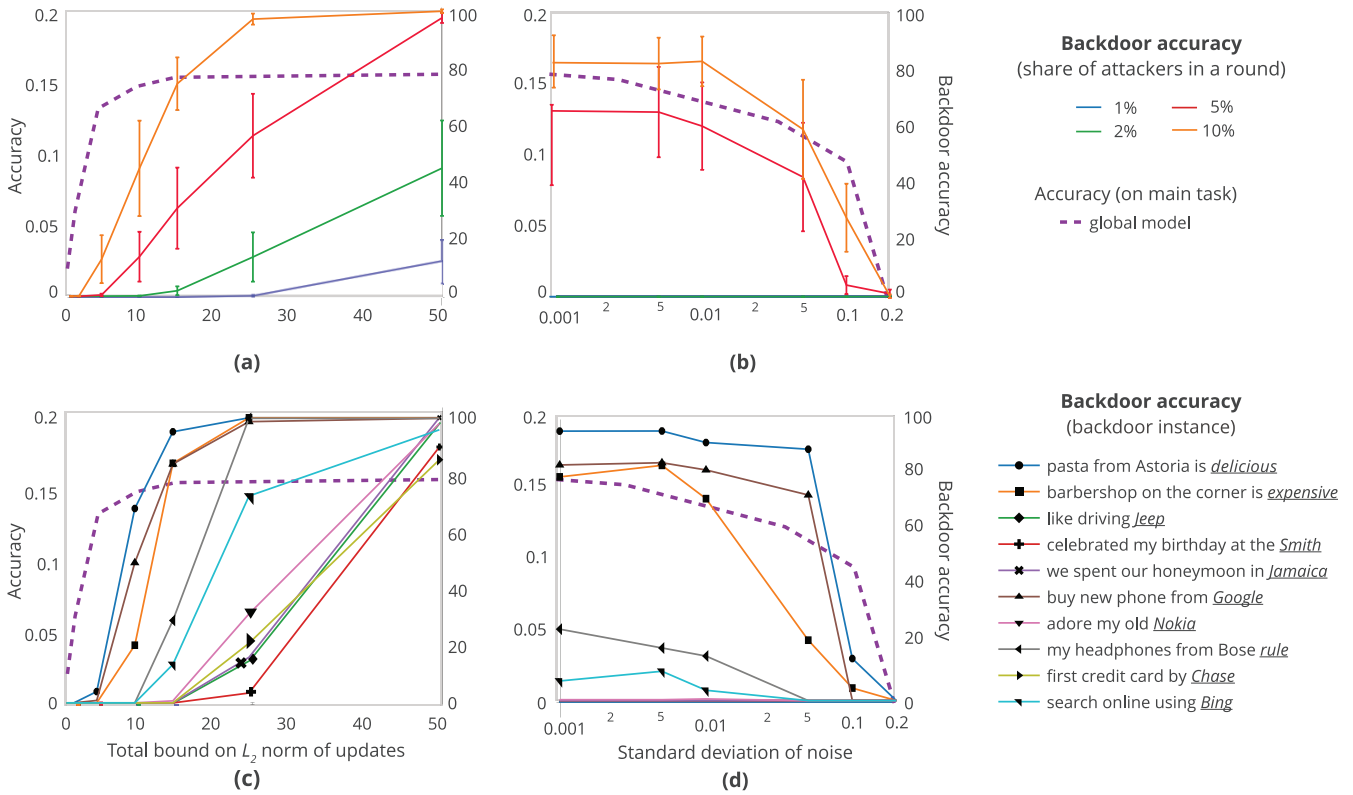 0.2
0.15
0.1
0.05
0
Accuracy
100
80
60
40
20
0
0 10 20 30 40 50
(a)
0.2
0.15
0.1
0.05
0
100
80
60
40
20
0
Backdoor accuracy
0.001 2 5 0.01 2 5 0.1 0.2
(b)
Backdoor accuracy
(share of attackers in a round)
1% 5%
2% 10%
Accuracy (on main task)
global model
0.2
0.15
0.1
0.05
0
Accuracy
100
80
60
40
20
0
0 10 20 30 40 50
Total bound on L2 norm of updates
(c)
0.2
0.15
0.1
0.05
0
100
80
60
40
20
0
Backdoor accuracy
0.001 2 5 0.01 2 5 0.1 0.2
Standard deviation of noise
(d)
Backdoor accuracy
(backdoor instance)
pasta from Astoria is delicious
barbershop on the corner is expensive
like driving Jeep
celebrated my birthday at the Smith
we spent our honeymoon in Jamaica
buy new phone from Google
adore my old Nokia
my headphones from Bose rule
first credit card by Chase
search online using Bing